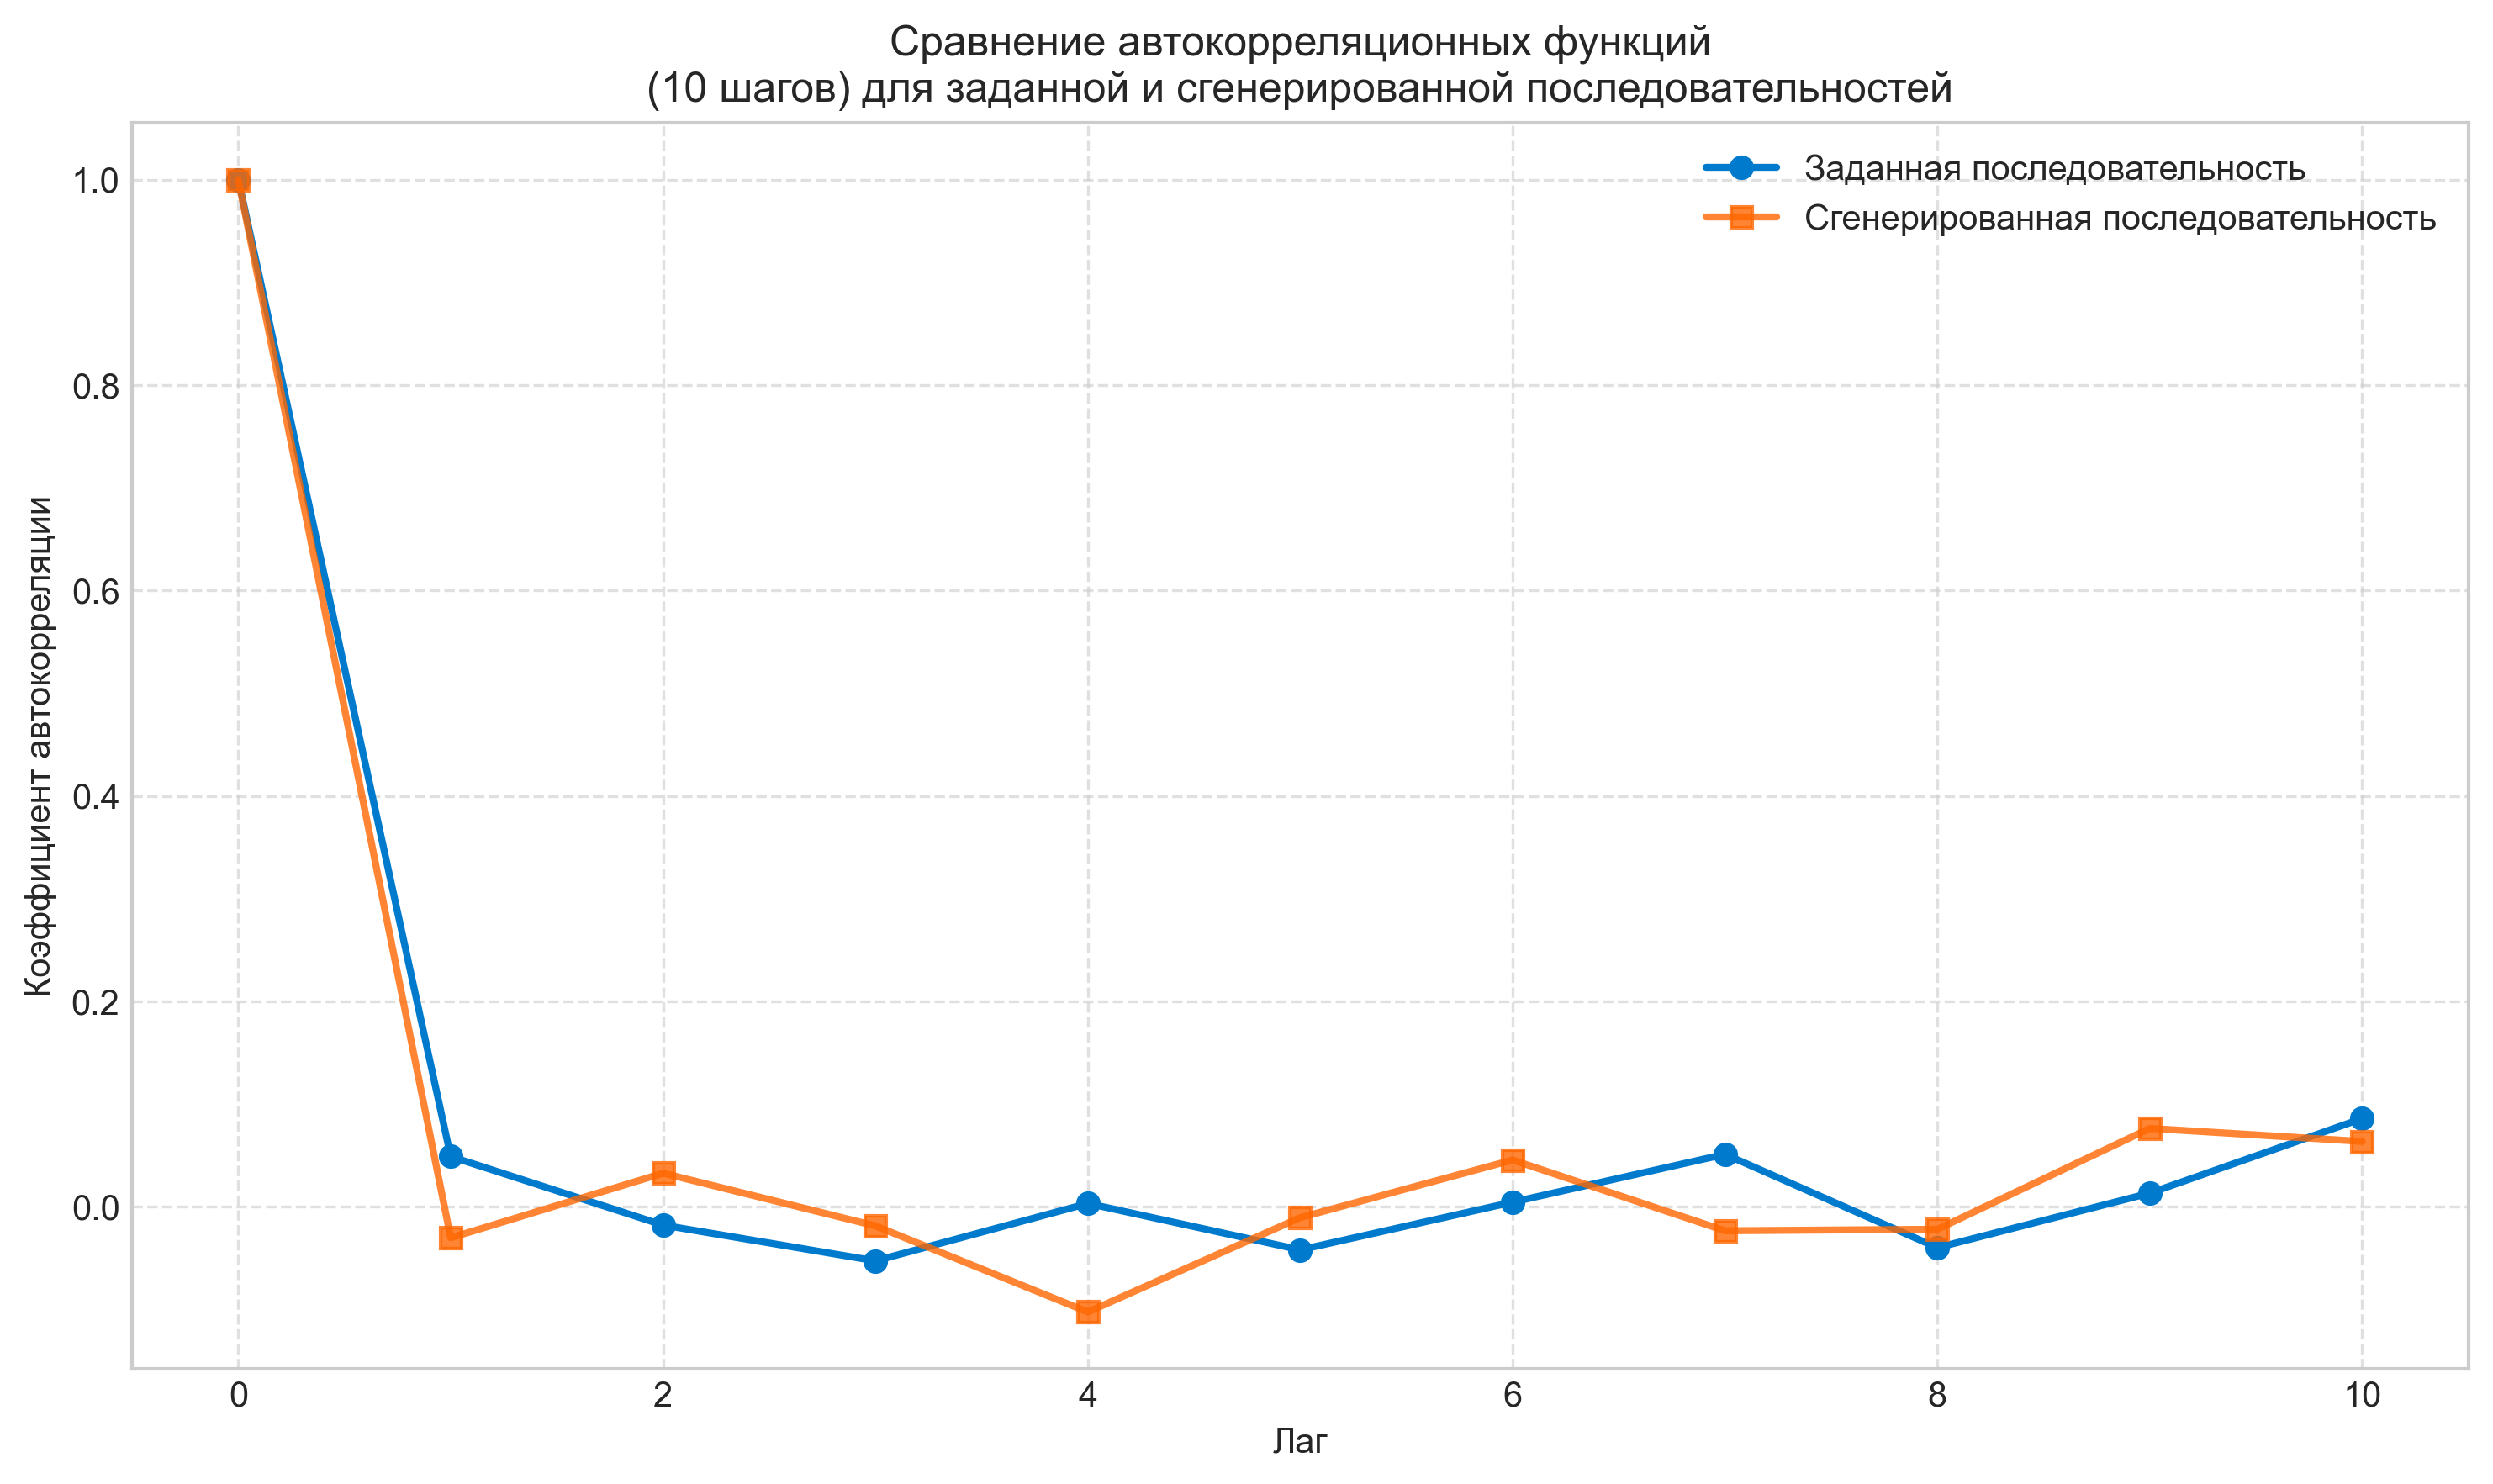 Сравнение автокорреляционных функций
(10 шагов) для заданной и сгенерированной последовательностей
Заданная последовательность
Сгенерированная последовательность
Коэффициент автокорреляции
1.0
0.8
0.6
0.4
0.2
0.0
0 2 4 6 8 10
Лаг